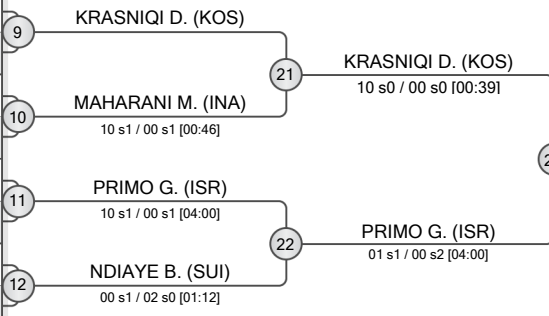 KRASNIQI D. (KOS)
9
21
KRASNIQI D. (KOS)
10 s0 / 00 s0 [00:39]
MAHARANI M. (INA)
10
10 s1 / 00 s1 [00:46]
PRIMO G. (ISR)
11
10 s1 / 00 s1 [04:00]
22
PRIMO G. (ISR)
01 s1 / 00 s2 [04:00]
NDIAYE B. (SUI)
12
00 s1 / 02 s0 [01:12]